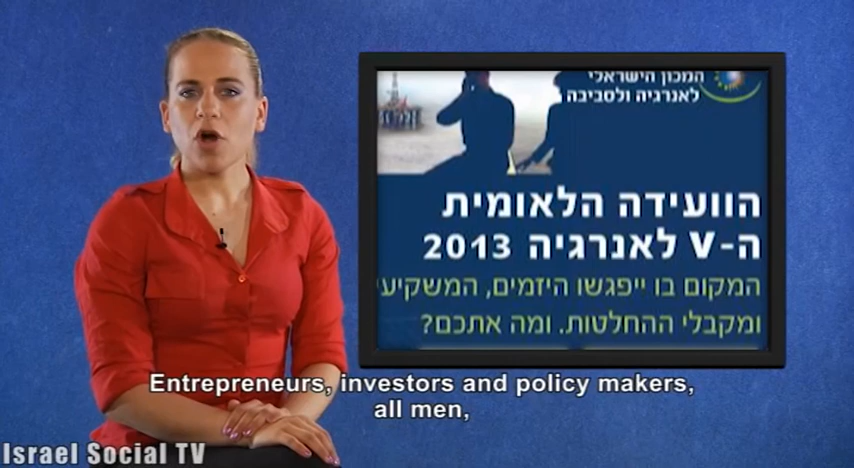 המכון הישראלי
לאנרגיה ולסביבה
הוועידה הלאומית
ה-V לאנרגיה 2013
המקום בו ייפגשו היזמים, המשקיעי
ומקבלי ההחלטות. ומה אתכם?
Entrepreneurs, investors and policy makers,
all men,
Israel Social TV